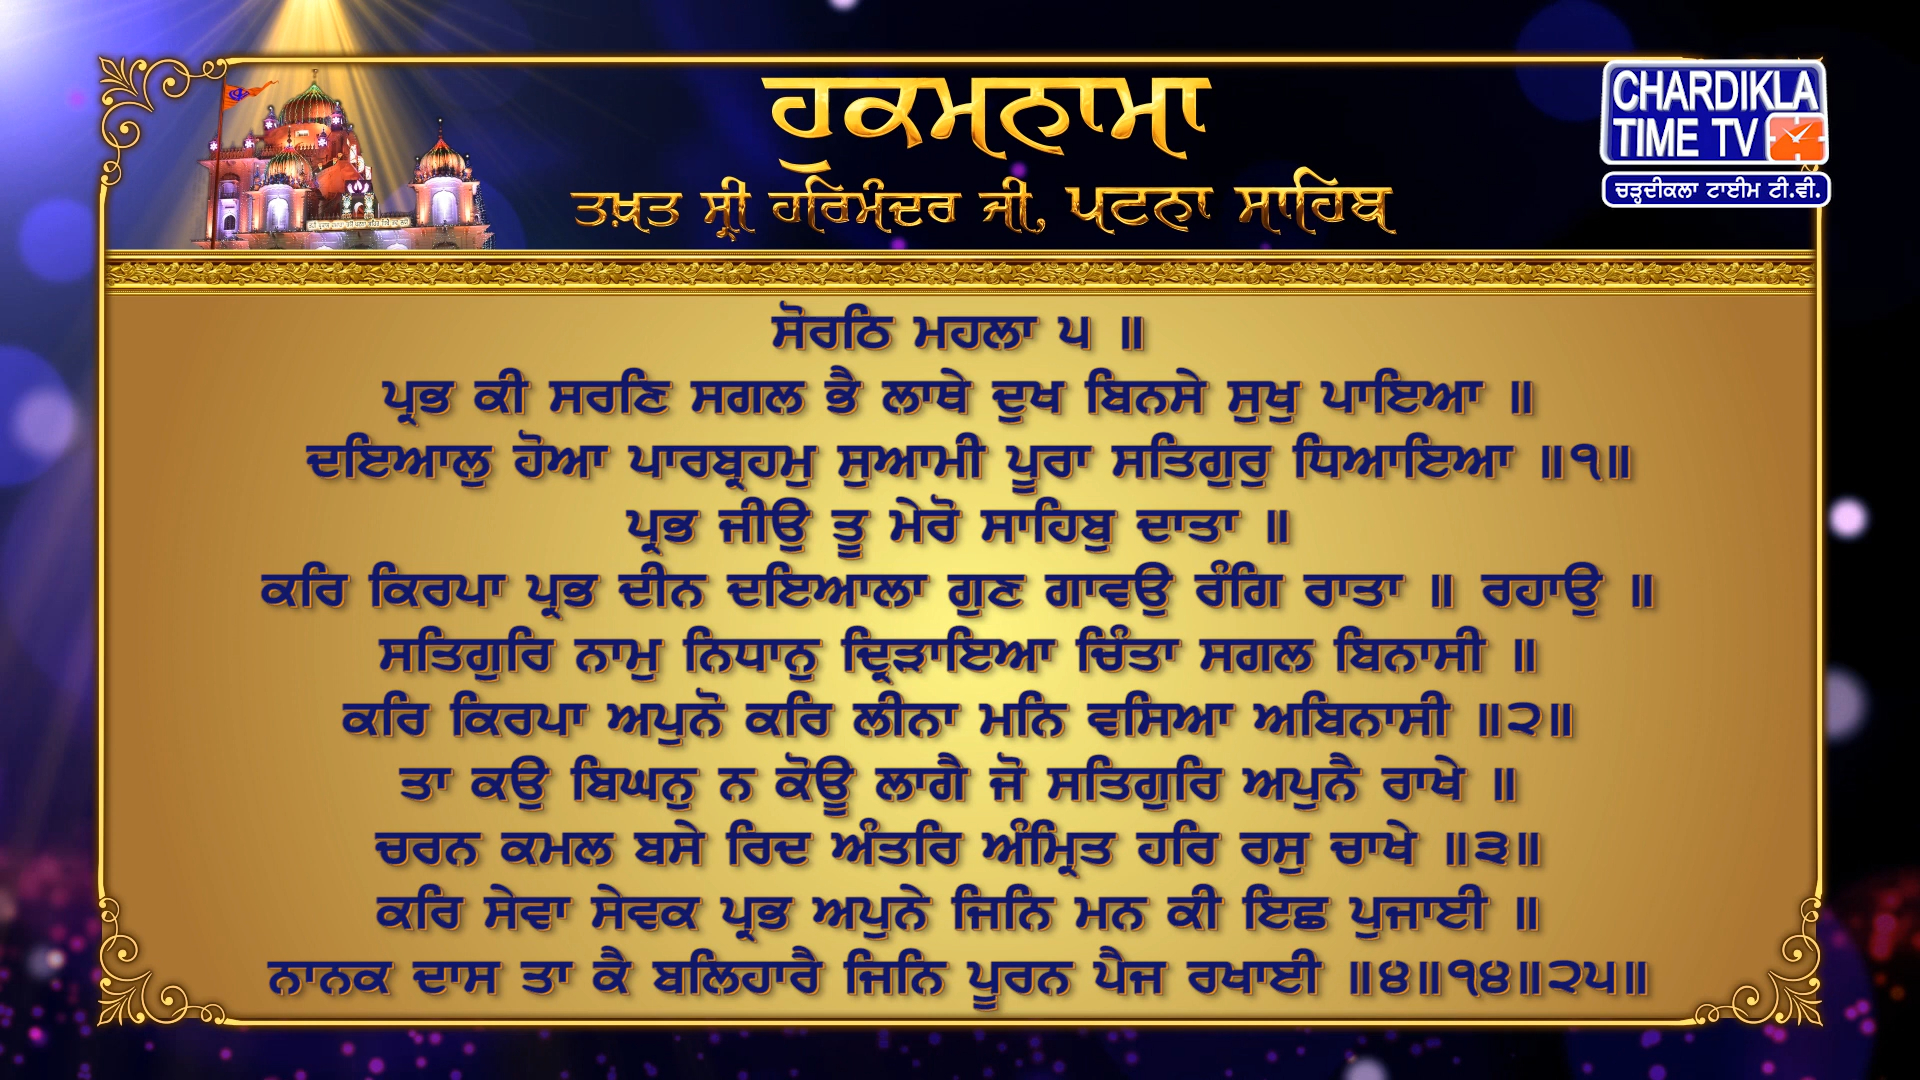 ਹੁਕਮਨਾਮਾ
ਤਖ਼ਤ ਸ੍ਰੀ ਹਰਿਮੰਦਰ ਜੀ, ਪਟਨਾ ਸਾਹਿਬ
CHARDIKLA
TIME TV
ਚੜ੍ਹਦੀਕਲਾ ਟਾਈਮ ਟੀ.ਵੀ.
ਸੋਰਠਿ ਮਹਲਾ ੫ ॥
ਪ੍ਰਭ ਕੀ ਸਰਣਿ ਸਗਲ ਭੈ ਲਾਥੇ ਦੁਖ ਬਿਨਸੇ ਸੁਖੁ ਪਾਇਆ ॥
ਦਇਆਲੁ ਹੋਆ ਪਾਰਬ੍ਰਹਮੁ ਸੁਆਮੀ ਪੂਰਾ ਸਤਿਗੁਰੁ ਧਿਆਇਆ ॥੧॥
ਪ੍ਰਭ ਜੀਉ ਤੂ ਮੇਰੋ ਸਾਹਿਬੁ ਦਾਤਾ ॥
ਕਰਿ ਕਿਰਪਾ ਪ੍ਰਭ ਦੀਨ ਦਇਆਲਾ ਗੁਣ ਗਾਵਉ ਰੰਗਿ ਰਾਤਾ ॥ ਰਹਾਉ ॥
ਸਤਿਗੁਰਿ ਨਾਮੁ ਨਿਧਾਨੁ ਦ੍ਰਿੜਾਇਆ ਚਿੰਤਾ ਸਗਲ ਬਿਨਾਸੀ ॥
ਕਰਿ ਕਿਰਪਾ ਅਪੁਨੋ ਕਰਿ ਲੀਨਾ ਮਨਿ ਵਸਿਆ ਅਬਿਨਾਸੀ ॥੨॥
ਤਾ ਕਉ ਬਿਘਨੁ ਨ ਕੋਊ ਲਾਗੈ ਜੋ ਸਤਿਗੁਰਿ ਅਪੁਨੈ ਰਾਖੇ ॥
ਚਰਨ ਕਮਲ ਬਸੇ ਰਿਦ ਅੰਤਰਿ ਅੰਮ੍ਰਿਤ ਹਰਿ ਰਸੁ ਚਾਖੇ ॥੩॥
ਕਰਿ ਸੇਵਾ ਸੇਵਕ ਪ੍ਰਭ ਅਪੁਨੇ ਜਿਨਿ ਮਨ ਕੀ ਇਛ ਪੁਜਾਈ ॥
ਨਾਨਕ ਦਾਸ ਤਾ ਕੈ ਬਲਿਹਾਰੈ ਜਿਨਿ ਪੂਰਨ ਪੈਜ ਰਖਾਈ ॥੪॥੧੪॥੨੫॥